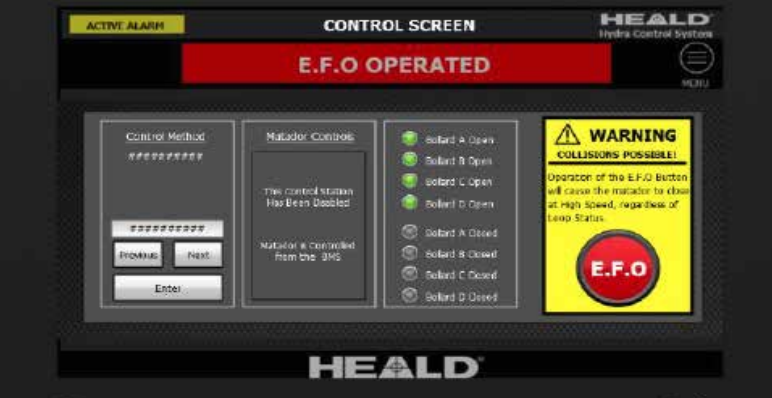 ACTIVE ALARM
CONTROL SCREEN
HEALD
Hydra Control System
E.F.O OPERATED
MENU
Control Method
##########
##########
Previous
Next
Enter
Matador Controls
This Control Station
Has Been Disabled
Matador is Controlled
from the BMS
Bollard A Open
Bollard B Open
Bollard C Open
Bollard D Open
Bollard A Closed
Bollard B Closed
Bollard C Closed
Bollard D Closed
WARNING
COLLISIONS POSSIBLE!
Operation of the E.F.O Button
will cause the matador to close
at High Speed, regardless of
Loop Status.
E.F.O
HEALD